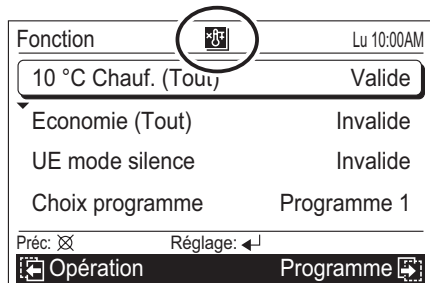 Fonction Lu 10:00AM
10 °C Chauf. (Tout) Valide
Economie (Tout) Invalide
UE mode silence Invalide
Choix programme Programme 1
Préc: Réglage:
Opération Programme